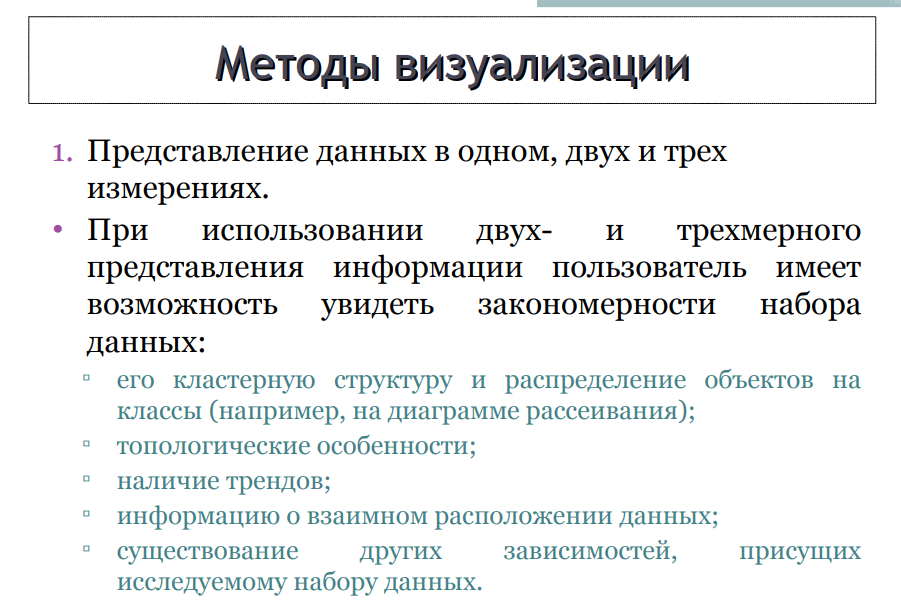 Методы визуализации
1. Представление данных в одном, двух и трех
измерениях.
• При использовании двух- и трехмерного
представления информации пользователь имеет
возможность увидеть закономерности набора
данных:
▫ его кластерную структуру и распределение объектов на
классы (например, на диаграмме рассеивания);
▫ топологические особенности;
▫ наличие трендов;
▫ информацию о взаимном расположении данных;
▫ существование других зависимостей, присущих
исследуемому набору данных.